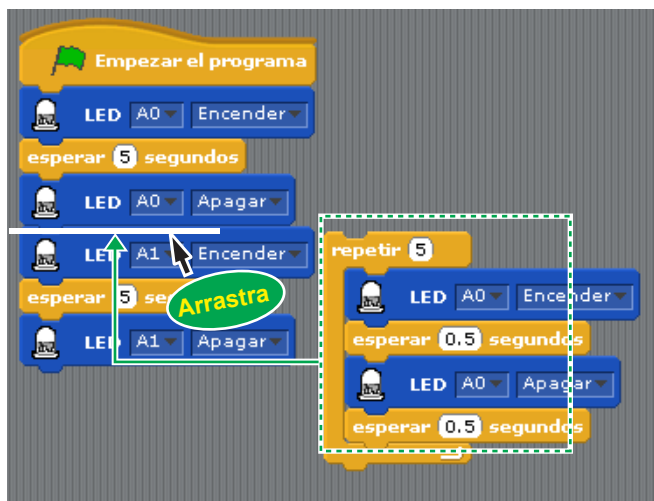 Empezar el programa
LED A0 Encender
esperar 5 segundos
LED A0 Apagar
LED A1 Encender
esperar 5 se
Arrastra
LED A1 Apagar
repetir 5
LED A0 Encender
esperar 0.5 segundos
LED A0 Apagar
esperar 0.5 segundos